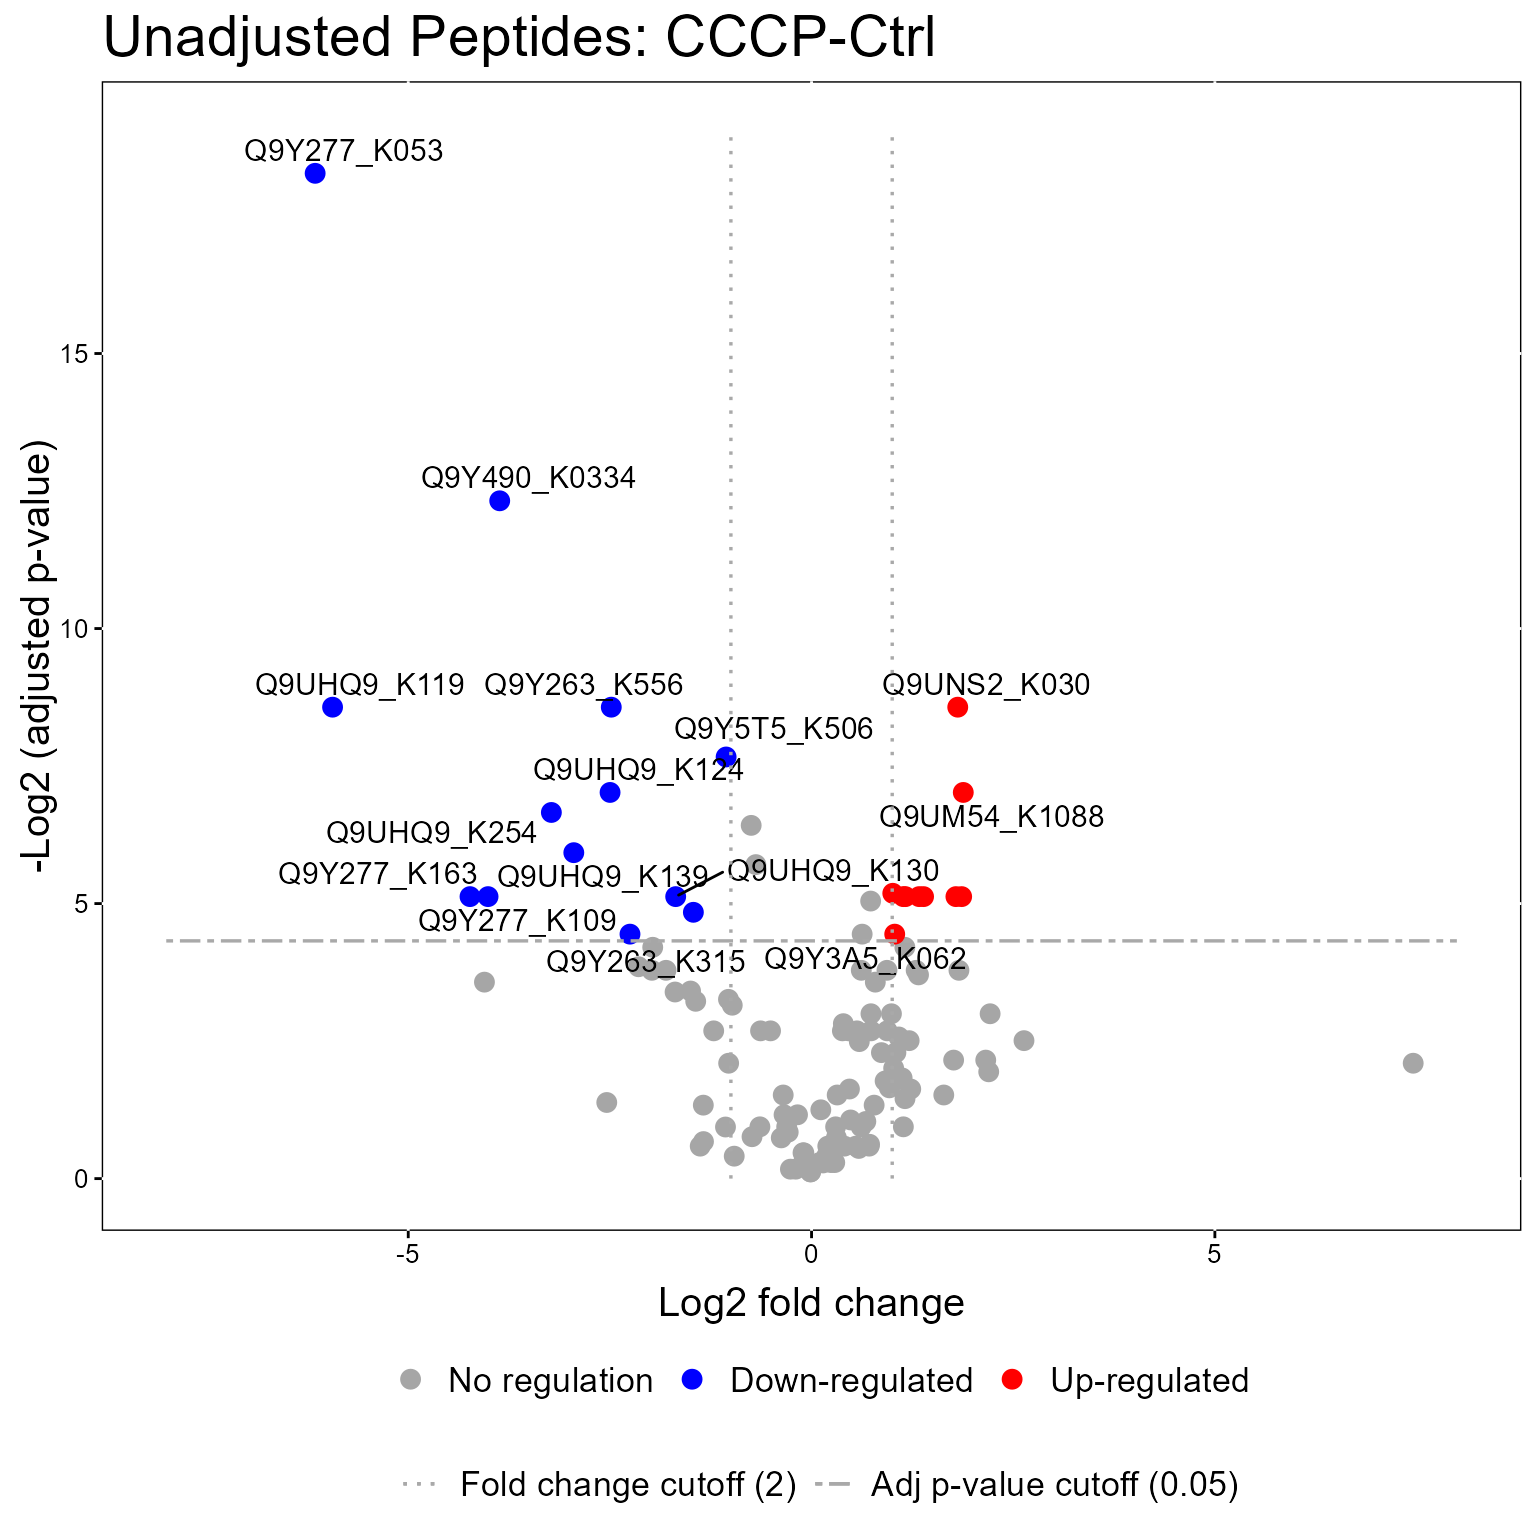 Unadjusted Peptides: CCCP-Ctrl
Q9Y277_K053
15
Q9Y490_K0334
-Log2 (adjusted p-value)
10
Q9UHQ9_K119
Q9Y263_K556
Q9UNS2_K030
Q9Y5T5_K506
Q9UHQ9_K124
Q9UM54_K1088
Q9UHQ9_K254
Q9Y277_K163
Q9UHQ9_K139
Q9UHQ9_K130
5
Q9Y277_K109
Q9Y263_K315
Q9Y3A5_K062
0
-5
0
5
Log2 fold change
No regulation
Down-regulated
Up-regulated
Fold change cutoff (2)
Adj p-value cutoff (0.05)